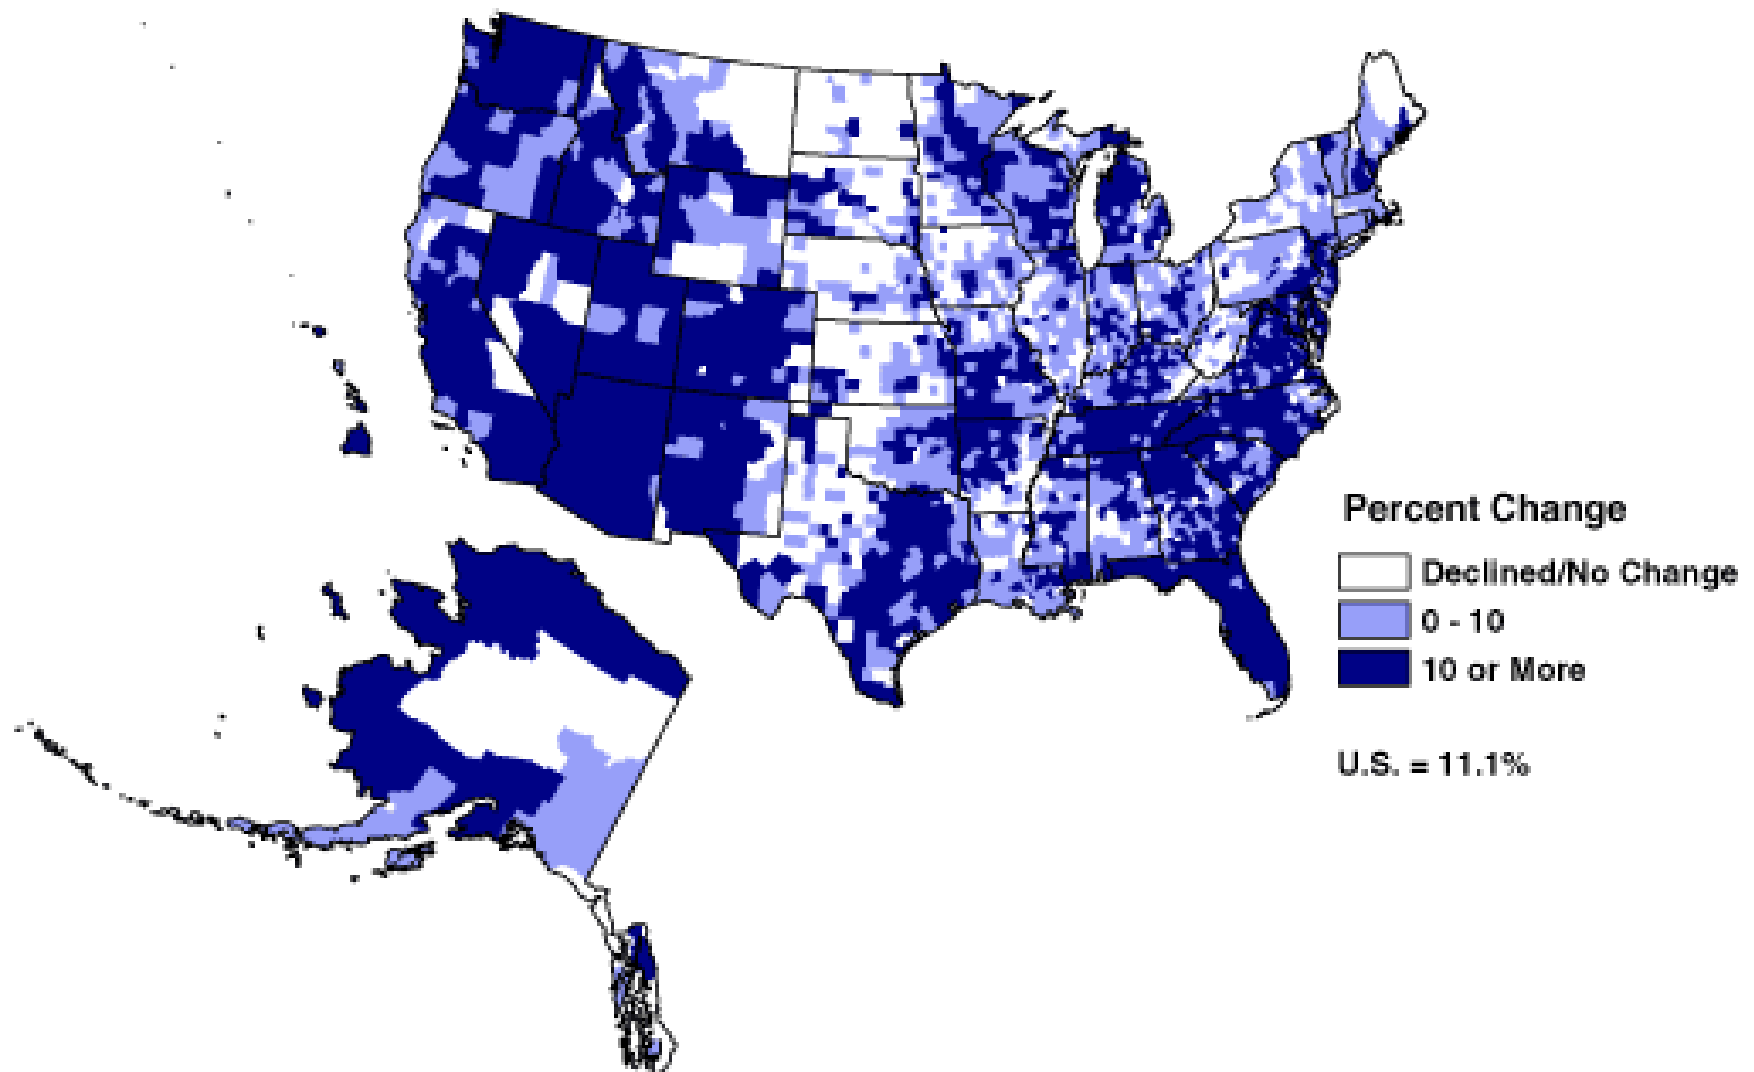 Percent Change
Declined/No Change
0 - 10
10 or More
U.S. = 11.1%